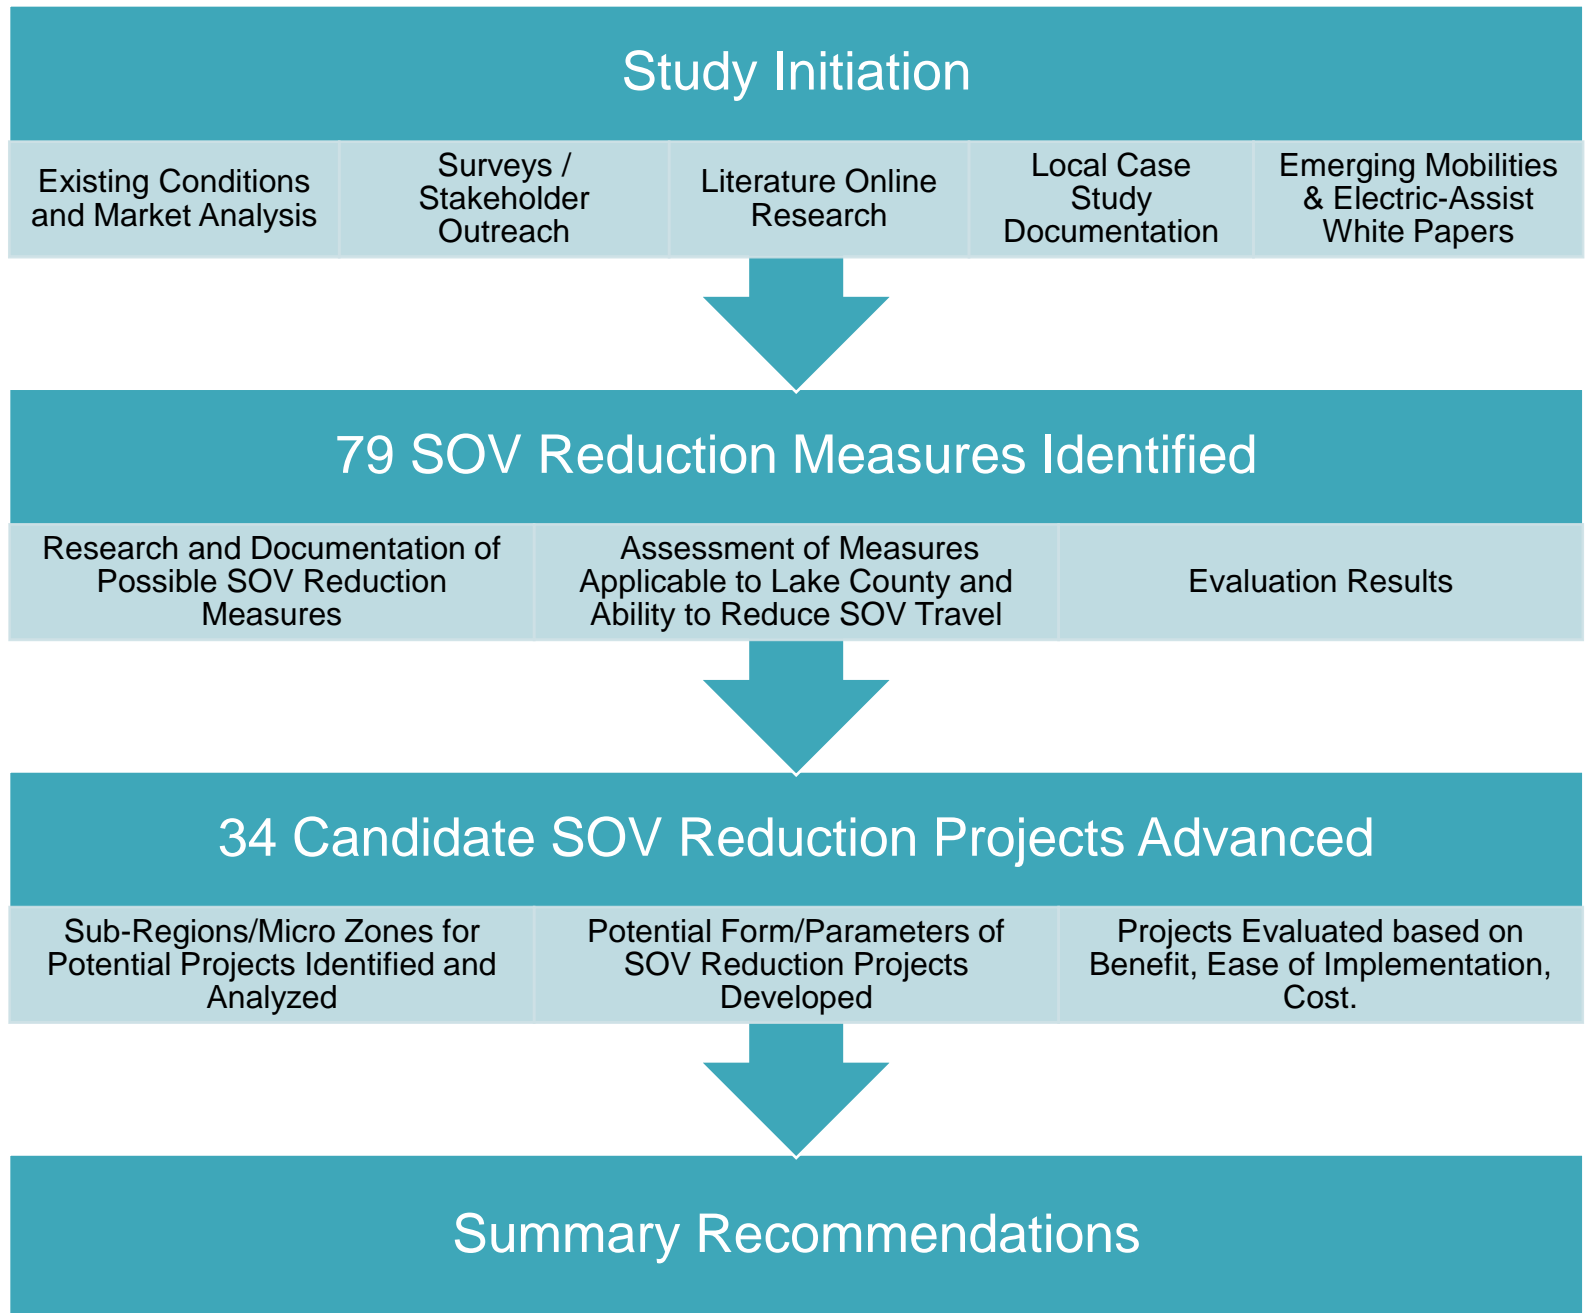 Study Initiation
Existing Conditions
and Market Analysis
Surveys /
Stakeholder
Outreach
Literature Online
Research
Local Case
Study
Documentation
Emerging Mobilities
& Electric-Assist
White Papers
79 SOV Reduction Measures Identified
Research and Documentation of
Possible SOV Reduction
Measures
Assessment of Measures
Applicable to Lake County and
Ability to Reduce SOV Travel
Evaluation Results
34 Candidate SOV Reduction Projects Advanced
Sub-Regions/Micro Zones for
Potential Projects Identified and
Analyzed
Potential Form/Parameters of
SOV Reduction Projects
Developed
Projects Evaluated based on
Benefit, Ease of Implementation,
Cost.
Summary Recommendations